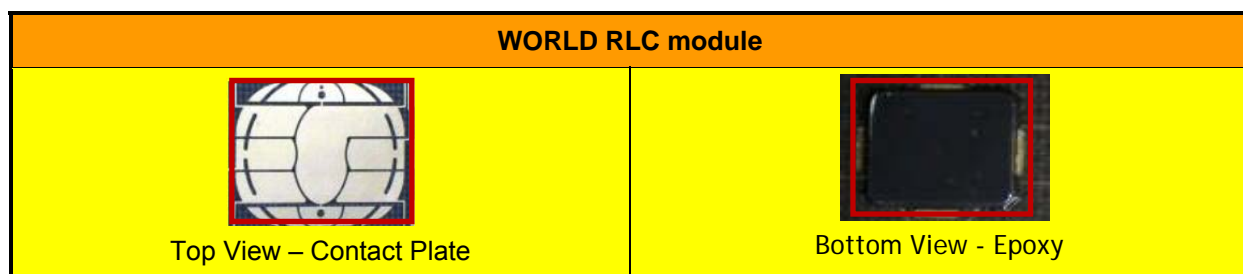 WORLD RLC module
Top View – Contact Plate
Bottom View - Epoxy